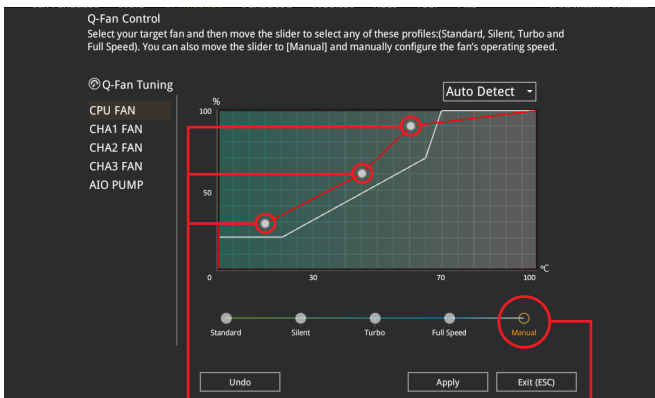 Q-Fan Control
Select your target fan and then move the slider to select any of these profiles:(Standard, Silent, Turbo and
Full Speed). You can also move the slider to [Manual] and manually configure the fan's operating speed.
Q-Fan Tuning
Auto Detect
CPU FAN
CHA1 FAN
CHA2 FAN
CHA3 FAN
AIO PUMP
%
100
50
0 30 70 100
°C
Standard Silent Turbo Full Speed Manual
Undo Apply Exit (ESC)